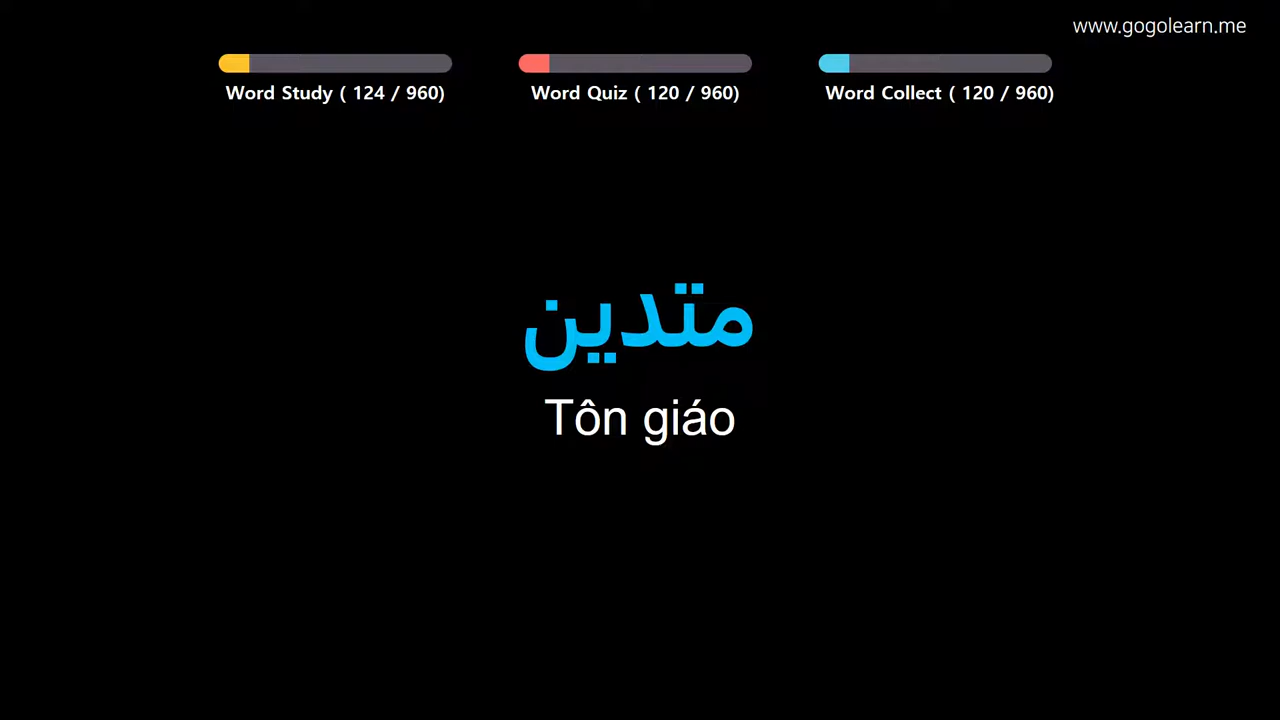 www.gogolearn.me
Word Study ( 124 / 960)
Word Quiz ( 120 / 960)
Word Collect ( 120 / 960)
متدين
Tôn giáo